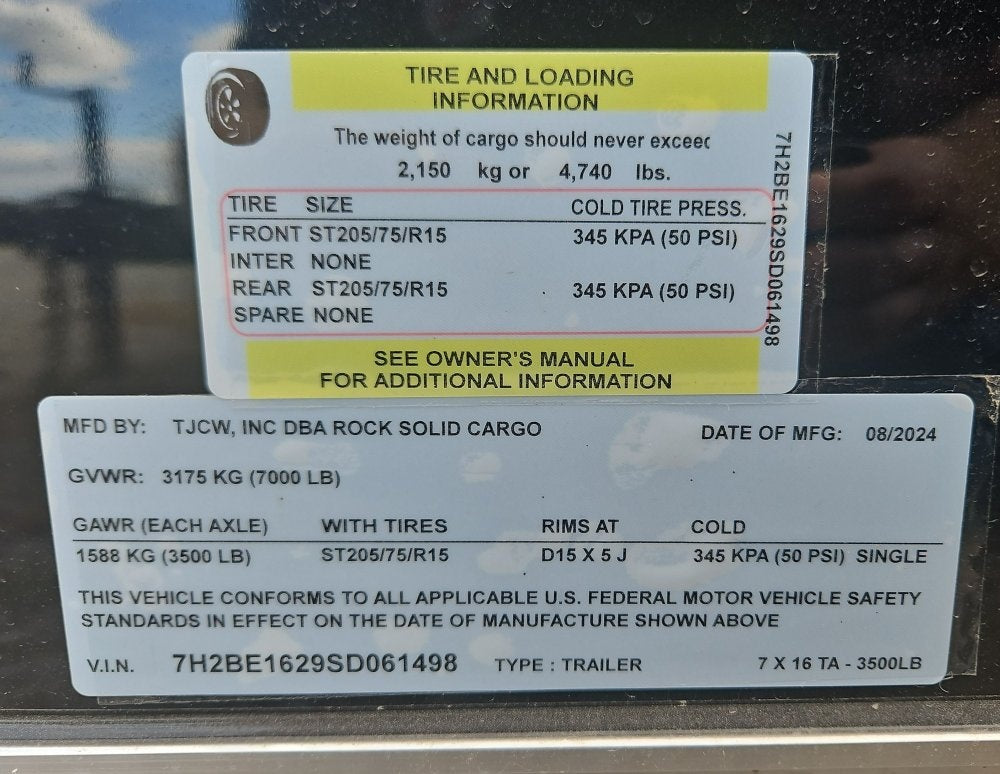 TIRE AND LOADING
INFORMATION
The weight of cargo should never exceed
2,150 kg or 4,740 lbs.
TIRE SIZE COLD TIRE PRESS.
FRONT ST205/75/R15 345 KPA (50 PSI)
INTER NONE
REAR ST205/75/R15 345 KPA (50 PSI)
SPARE NONE
SEE OWNER'S MANUAL
FOR ADDITIONAL INFORMATION
7H2BE1629SD061498
MFD BY: TJCW, INC DBA ROCK SOLID CARGO DATE OF MFG: 08/2024
GVWR: 3175 KG (7000 LB)
GAWR (EACH AXLE) WITH TIRES RIMS AT COLD
1588 KG (3500 LB) ST205/75/R15 D15 X 5 J 345 KPA (50 PSI) SINGLE
THIS VEHICLE CONFORMS TO ALL APPLICABLE U.S. FEDERAL MOTOR VEHICLE SAFETY
STANDARDS IN EFFECT ON THE DATE OF MANUFACTURE SHOWN ABOVE
V.I.N. 7H2BE1629SD061498 TYPE : TRAILER 7 X 16 TA - 3500LB